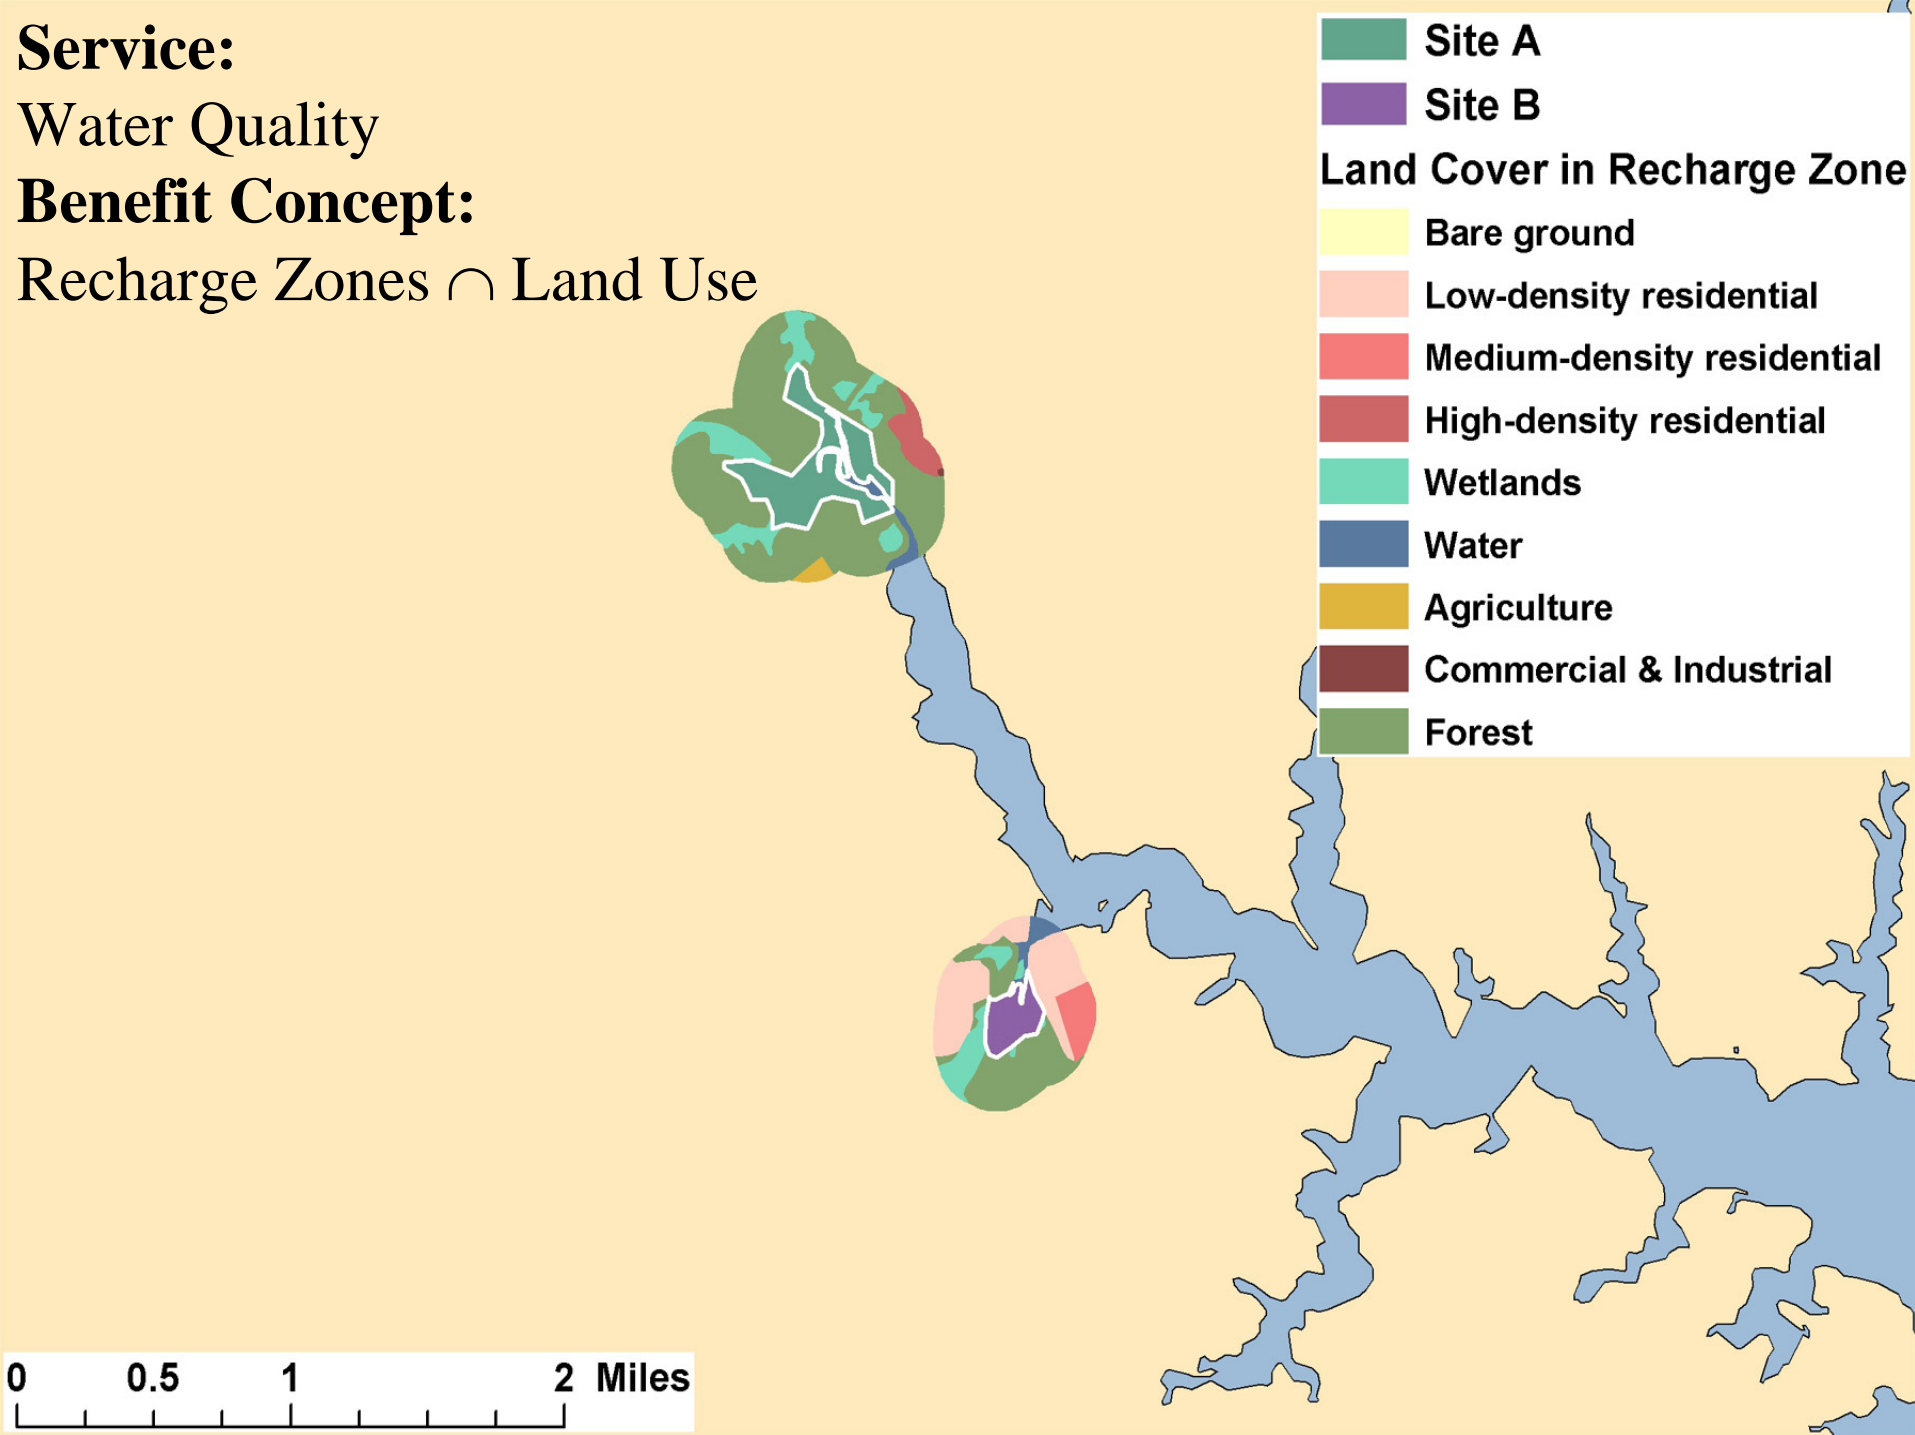 Service:
Water Quality
Benefit Concept:
Recharge Zones ∩ Land Use
Site A
Site B
Land Cover in Recharge Zone
Bare ground
Low-density residential
Medium-density residential
High-density residential
Wetlands
Water
Agriculture
Commercial & Industrial
Forest
0 0.5 1 2 Miles